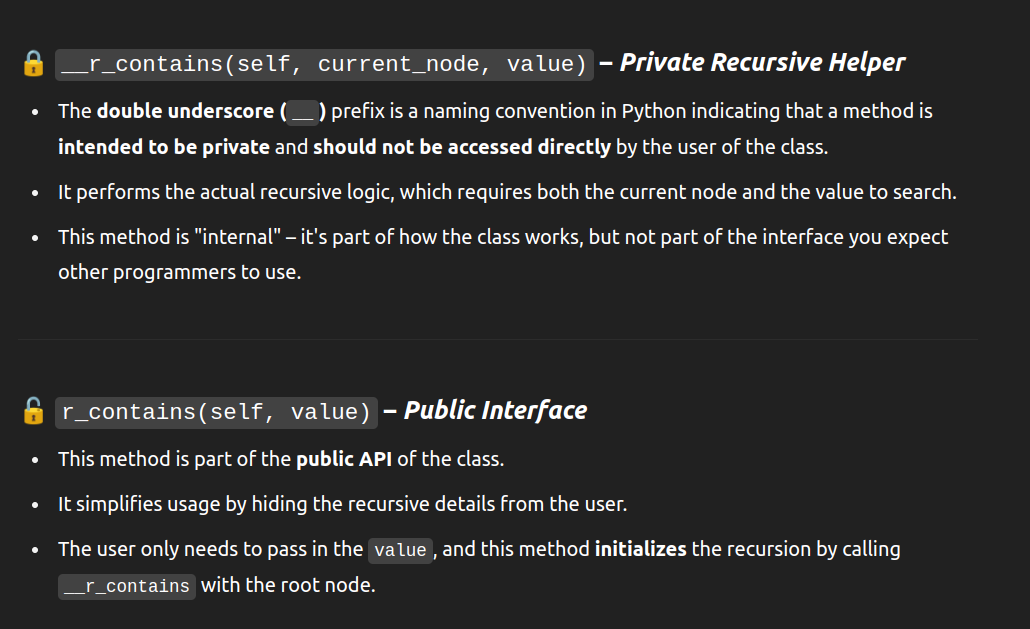 🔒 __r_contains(self, current_node, value) – Private Recursive Helper
• The double underscore (__) prefix is a naming convention in Python indicating that a method is
intended to be private and should not be accessed directly by the user of the class.
• It performs the actual recursive logic, which requires both the current node and the value to search.
• This method is "internal" – it's part of how the class works, but not part of the interface you expect
other programmers to use.
🔓 r_contains(self, value) – Public Interface
• This method is part of the public API of the class.
• It simplifies usage by hiding the recursive details from the user.
• The user only needs to pass in the value, and this method initializes the recursion by calling
__r_contains with the root node.